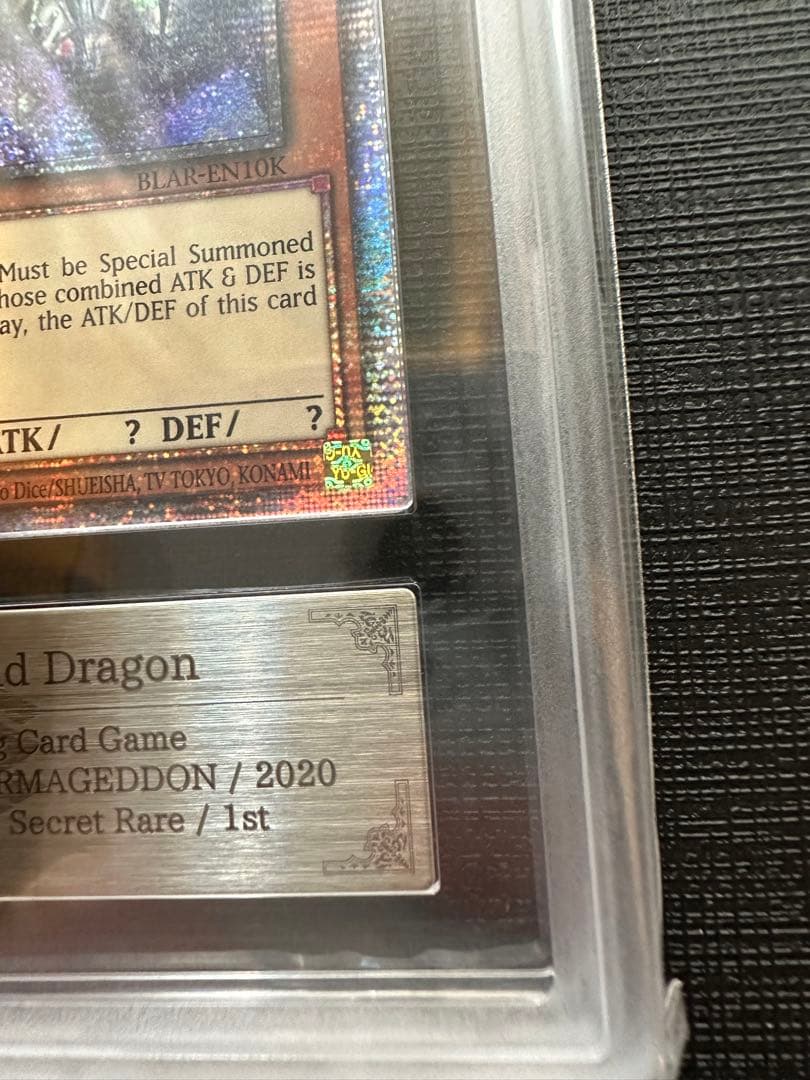 BLAR-EN10K
Must be Special Summoned
hose combined ATK & DEF is
ay, the ATK/DEF of this card
TK/ ? DEF/ ?
o Dice/SHUEISHA, TV TOKYO, KONAMI
d Dragon
g Card Game
RMAGEDDON / 2020
Secret Rare / 1st